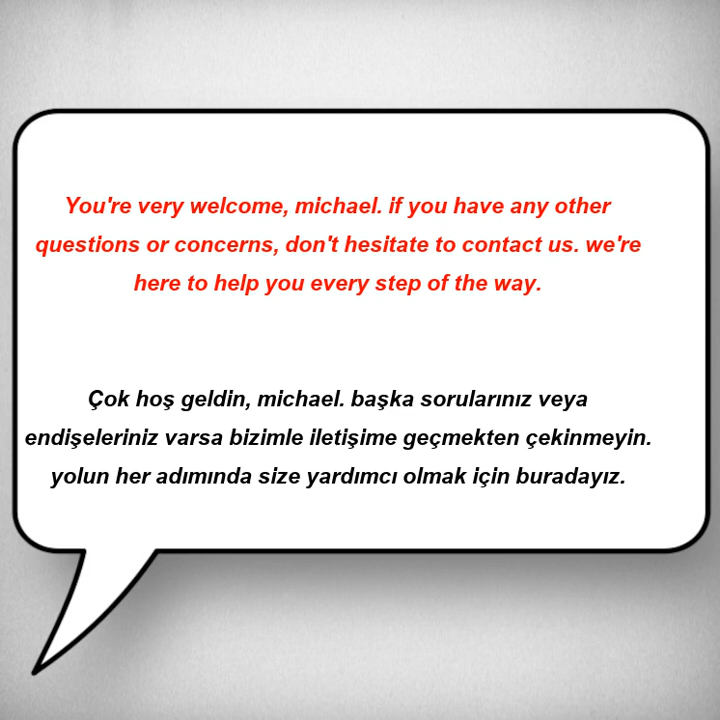 You're very welcome, michael. if you have any other
questions or concerns, don't hesitate to contact us. we're
here to help you every step of the way.
Çok hoş geldin, michael. başka sorularınız veya
endişeleriniz varsa bizimle iletişime geçmekten çekinmeyin.
yolun her adımında size yardımcı olmak için buradayız.